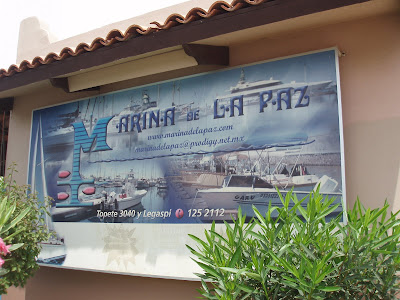 MARINA DE LA PAZ
www.marinadelapaz.com
marinadelapaz@prodigy.net.mx
Topete 3040 y Legaspi 125 2112